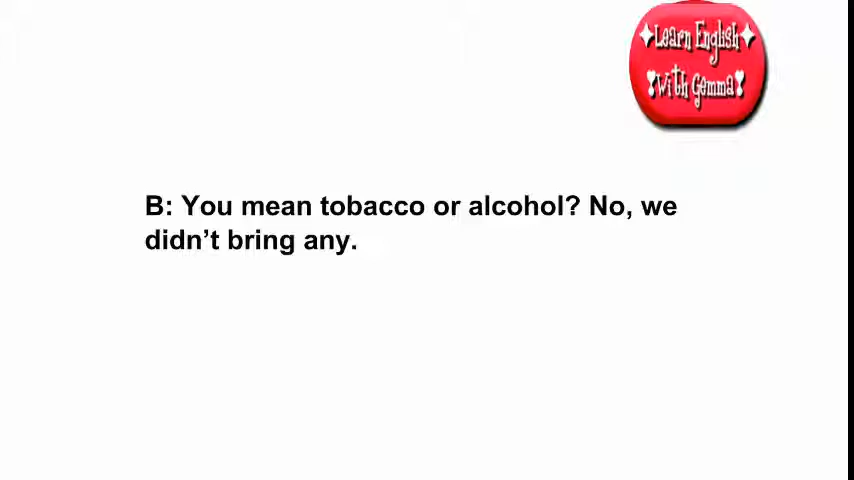 Learn English
With Gemma
B: You mean tobacco or alcohol? No, we
didn’t bring any.